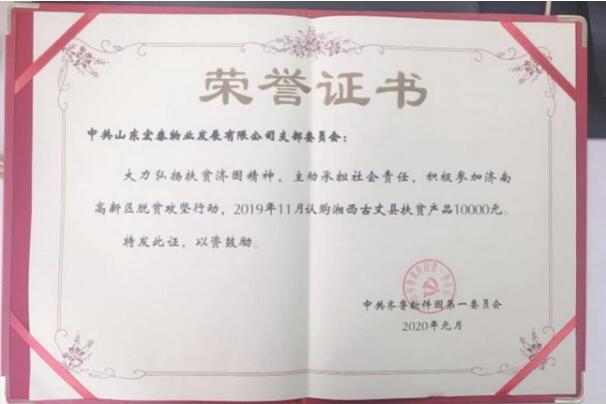 荣誉证书
中共山东宏泰物业发展有限公司支部委员会：
大力弘扬扶贫济困精神，主动承担社会责任，积极参加济南
高新区脱贫攻坚行动，2019年11月认购湘西古丈县扶贫产品10000元。
特发此证，以资鼓励。
中共齐鲁软件园第一委员会
2020年元月